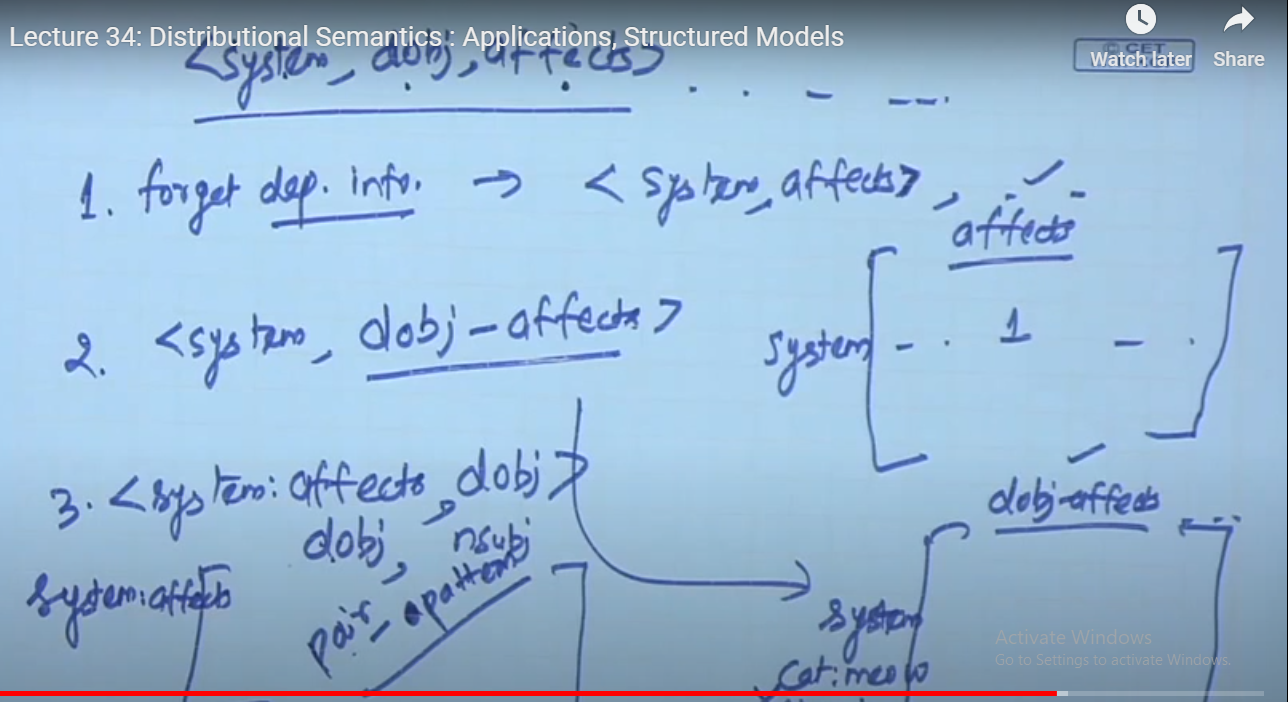 Lecture 34: Distributional Semantics : Applications, Structured Models
Watch later Share
<system, dobj, affects>
1. forget dep. info. → <system, affects>,
affects
system 1
2. <system, dobj-affects>
3. <system: affects, dobj>
dobj, nsubj
pair-pattern
system:affects
dobj-affects
system
Cat:meow
Activate Windows
Go to Settings to activate Windows.